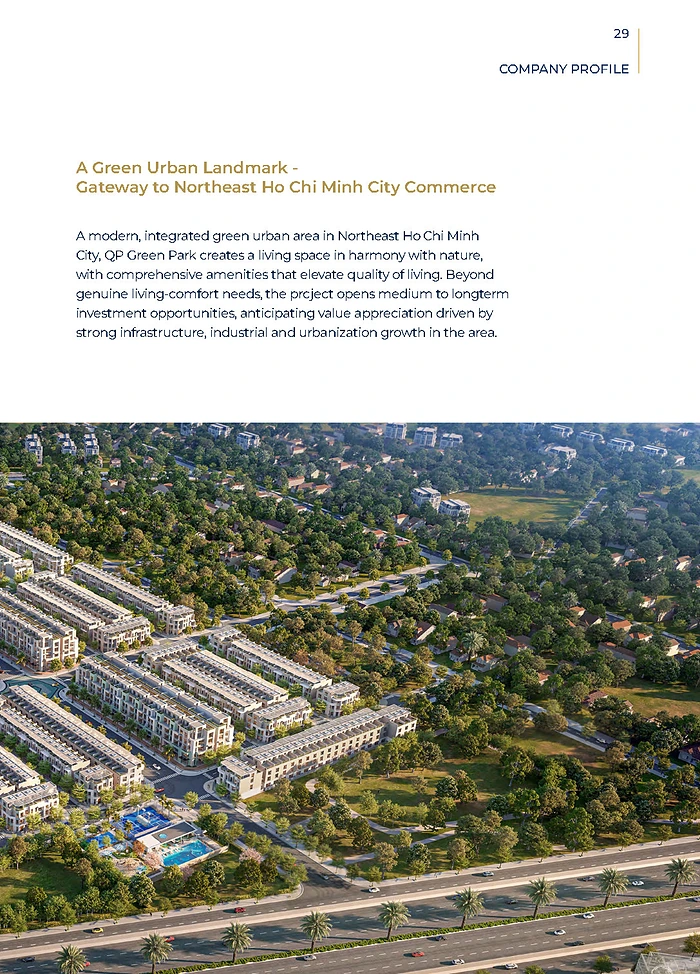 29
COMPANY PROFILE
A Green Urban Landmark -
Gateway to Northeast Ho Chi Minh City Commerce
A modern, integrated green urban area in Northeast Ho Chi Minh
City, QP Green Park creates a living space in harmony with nature,
with comprehensive amenities that elevate quality of living. Beyond
genuine living-comfort needs, the project opens medium to longterm
investment opportunities, anticipating value appreciation driven by
strong infrastructure, industrial and urbanization growth in the area.